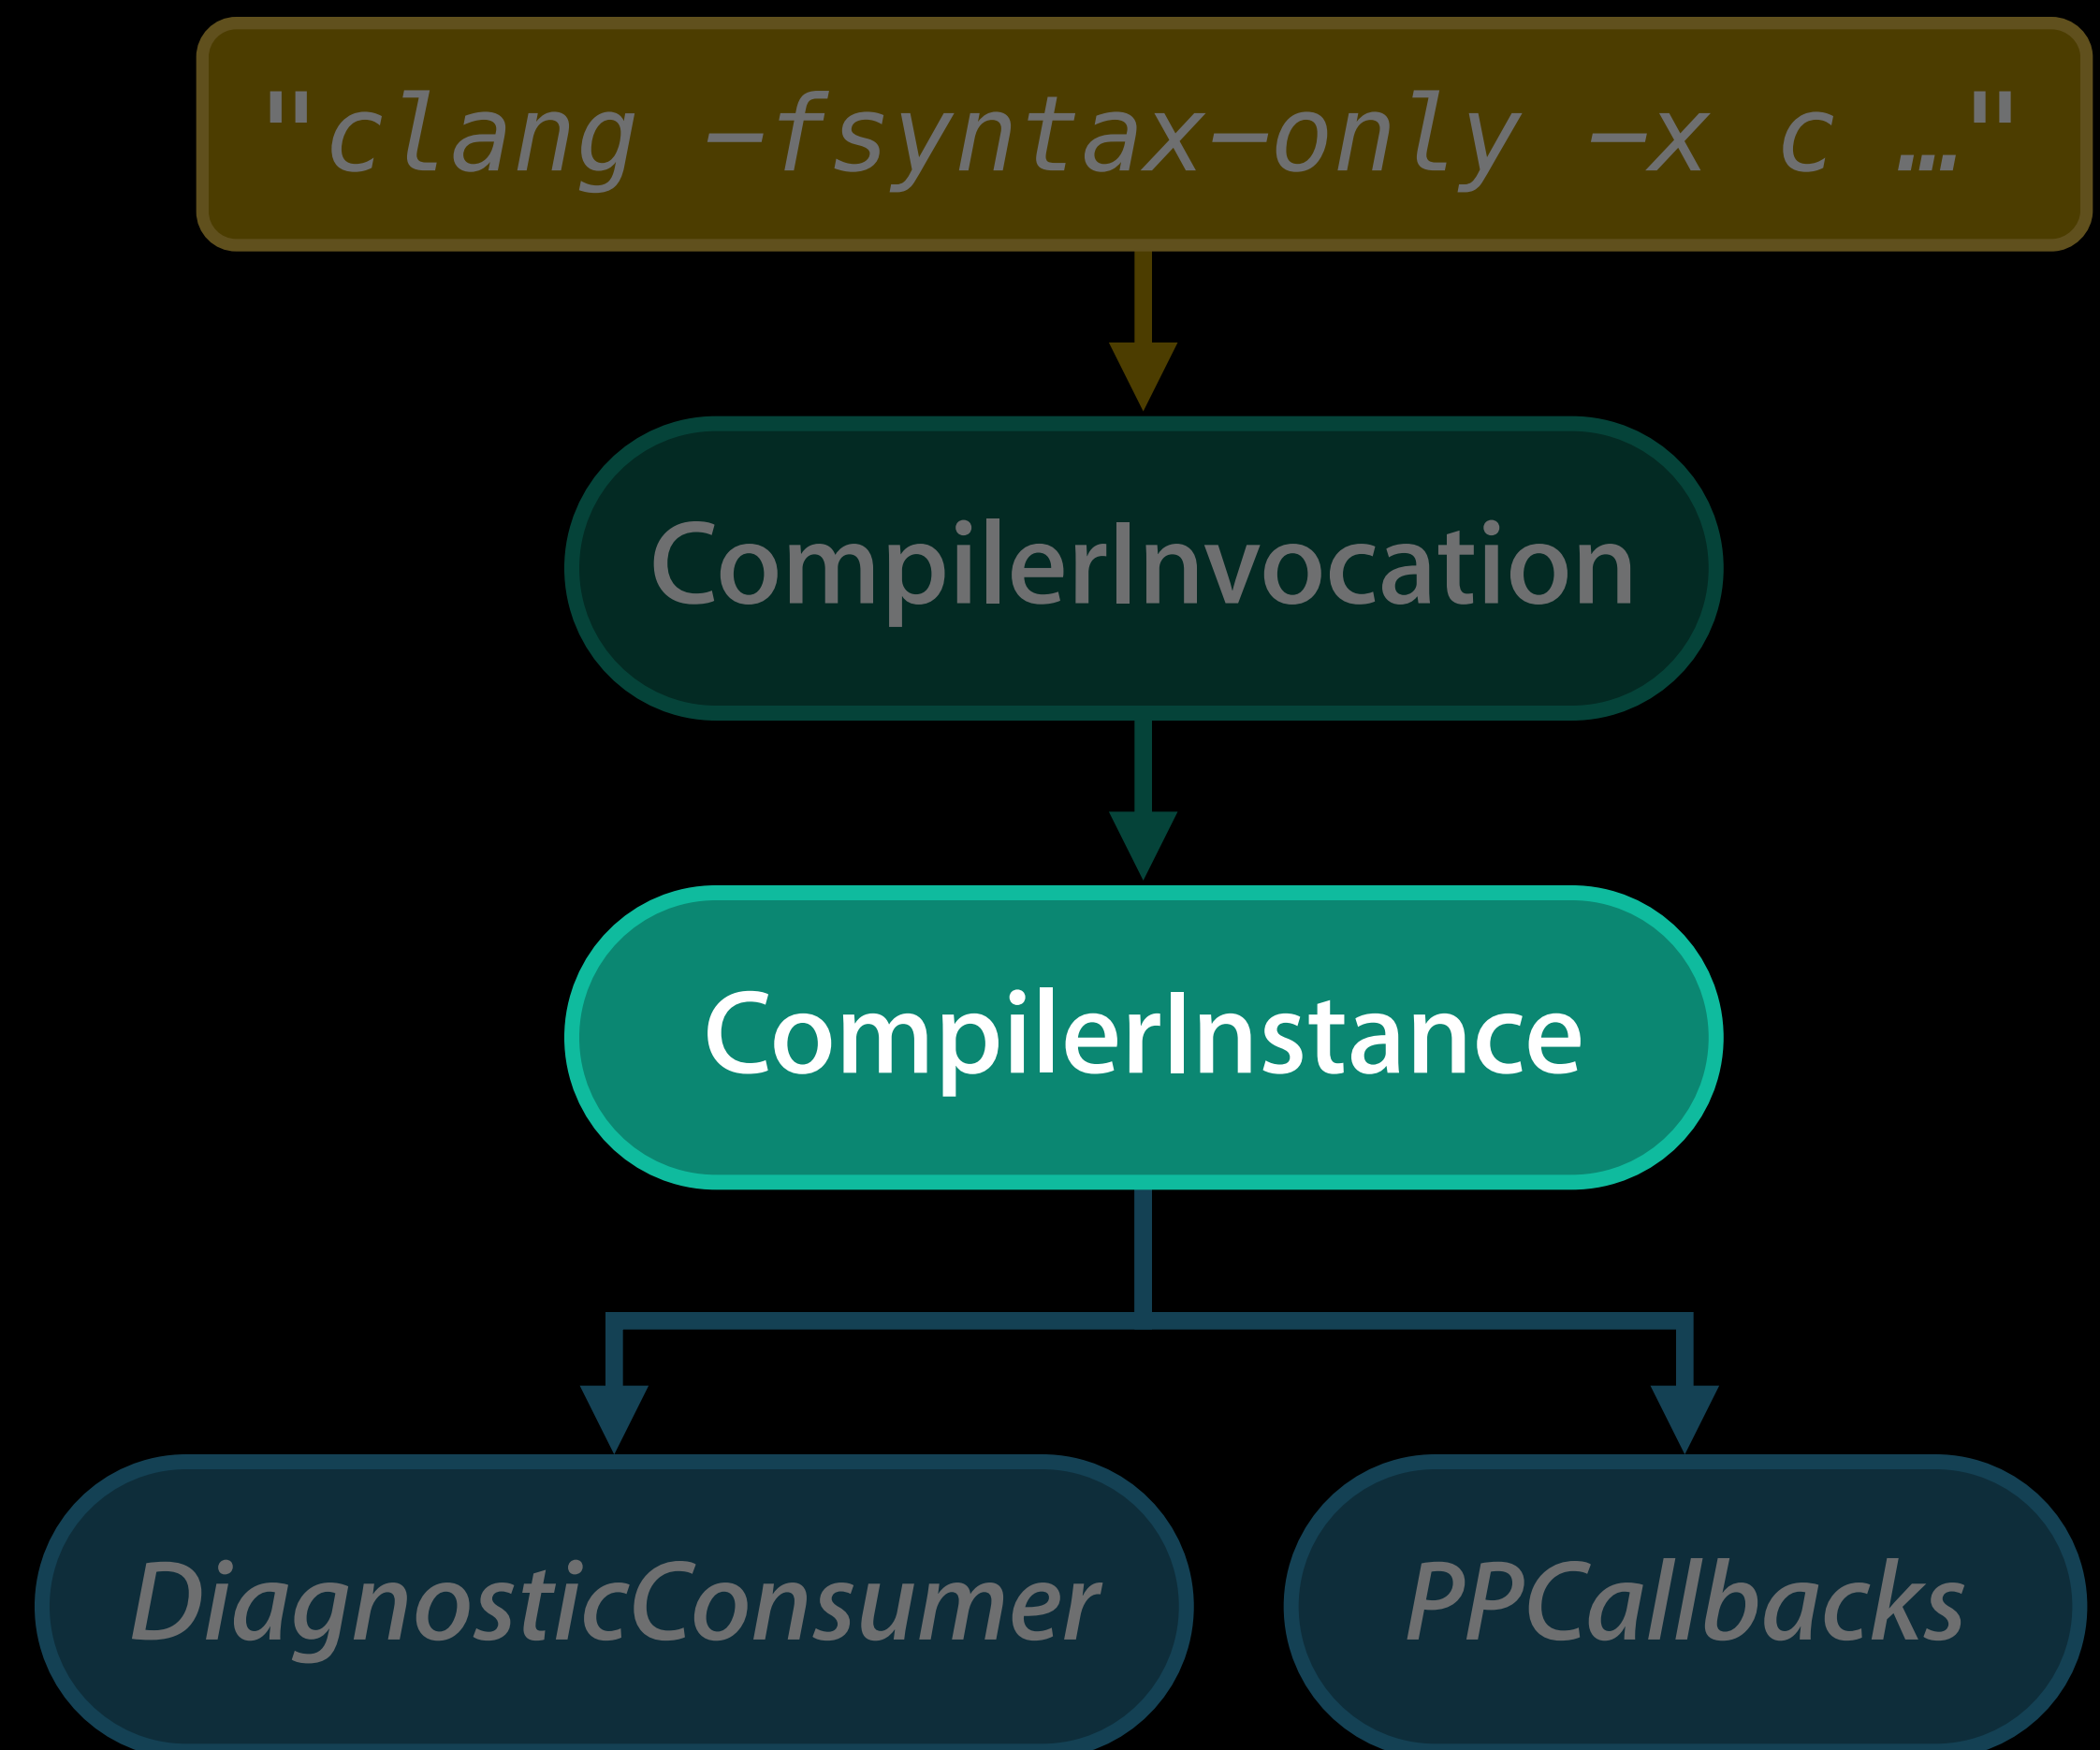 "clang –fsyntax–only –x c …"
CompilerInvocation
CompilerInstance
DiagnosticConsumer
PPCallbacks